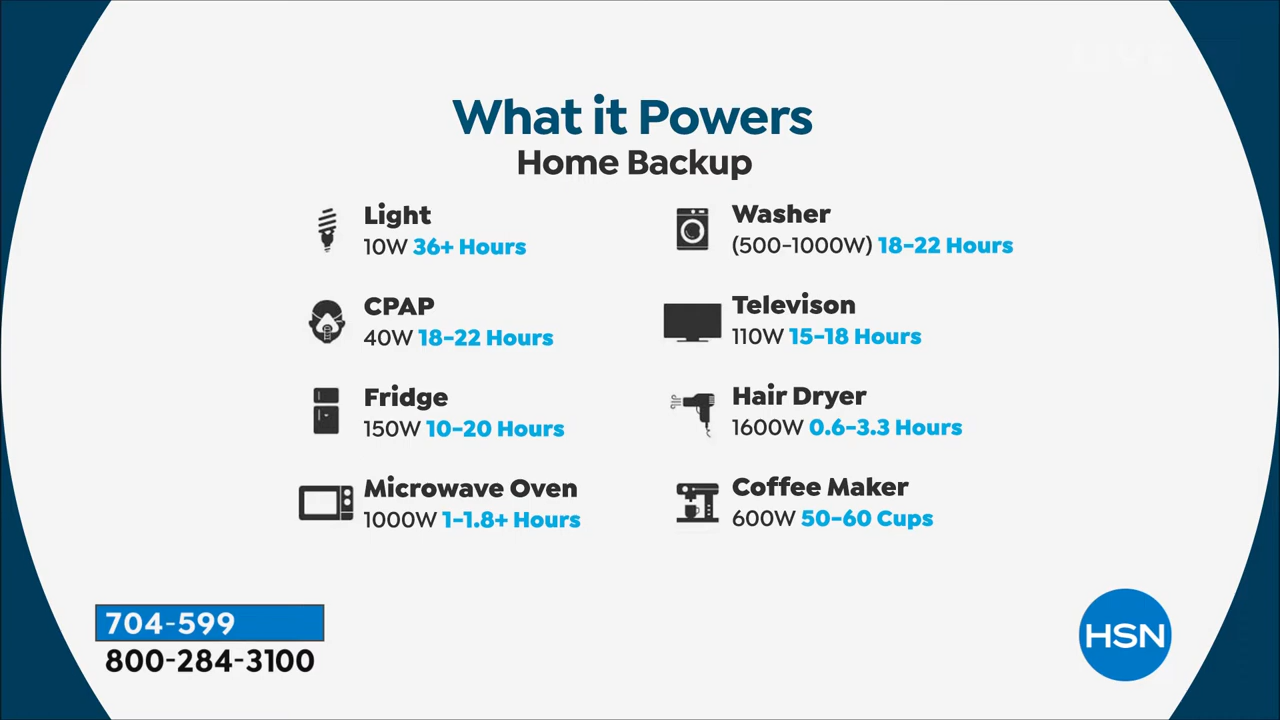 What it Powers
Home Backup
Light
10W 36+ Hours
CPAP
40W 18-22 Hours
Fridge
150W 10-20 Hours
Microwave Oven
1000W 1-1.8+ Hours
Washer
(500-1000W) 18-22 Hours
Televison
110W 15-18 Hours
Hair Dryer
1600W 0.6-3.3 Hours
Coffee Maker
600W 50-60 Cups
704-599
800-284-3100
HSN